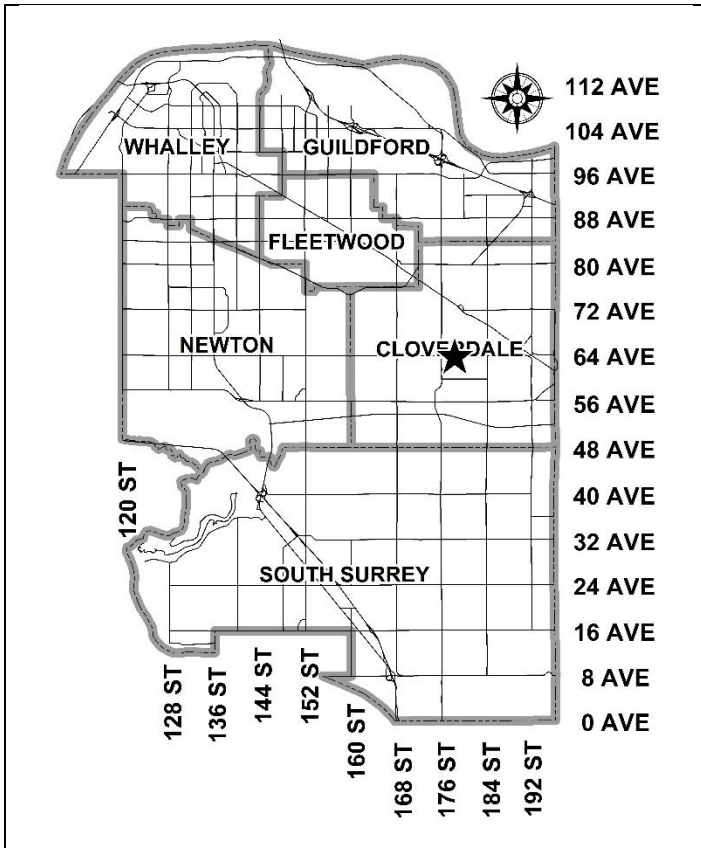 112 AVE
104 AVE
WHALLEY
GUILDFORD
96 AVE
88 AVE
FLEETWOOD
80 AVE
72 AVE
NEWTON
CLOVERDALE
64 AVE
56 AVE
48 AVE
120 ST
40 AVE
32 AVE
SOUTH SURREY
24 AVE
16 AVE
8 AVE
0 AVE
128 ST
136 ST
144 ST
152 ST
160 ST
168 ST
176 ST
184 ST
192 ST